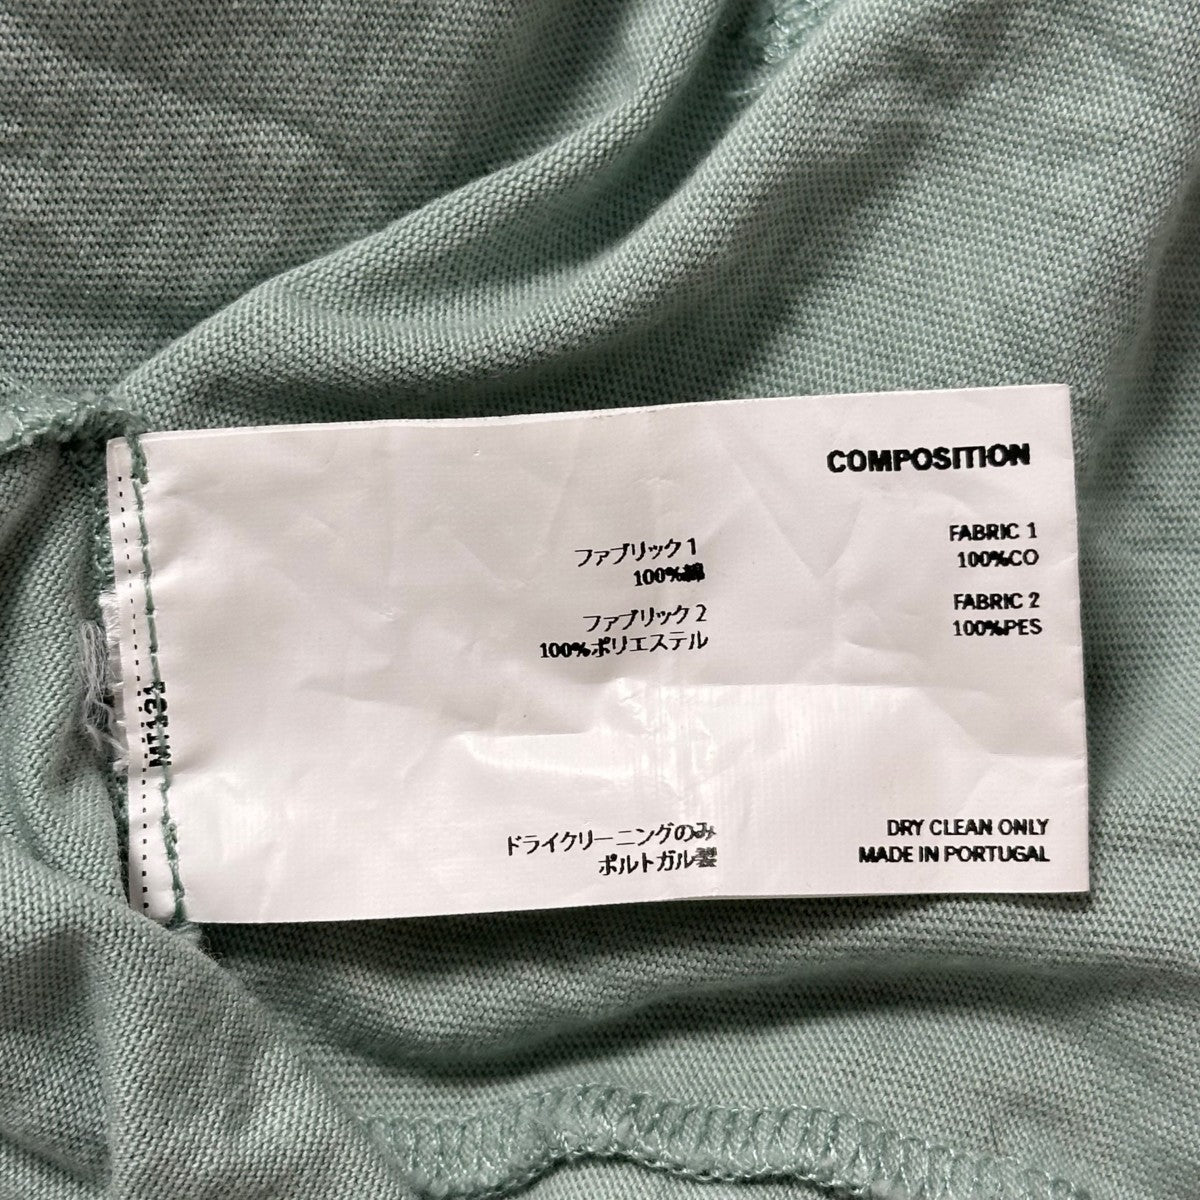 COMPOSITION
ファブリック 1
100%綿
ファブリック 2
100%ポリエステル
FABRIC 1
100%CO
FABRIC 2
100%PES
ドライクリーニングのみ
ポルトガル製
DRY CLEAN ONLY
MADE IN PORTUGAL
MT131